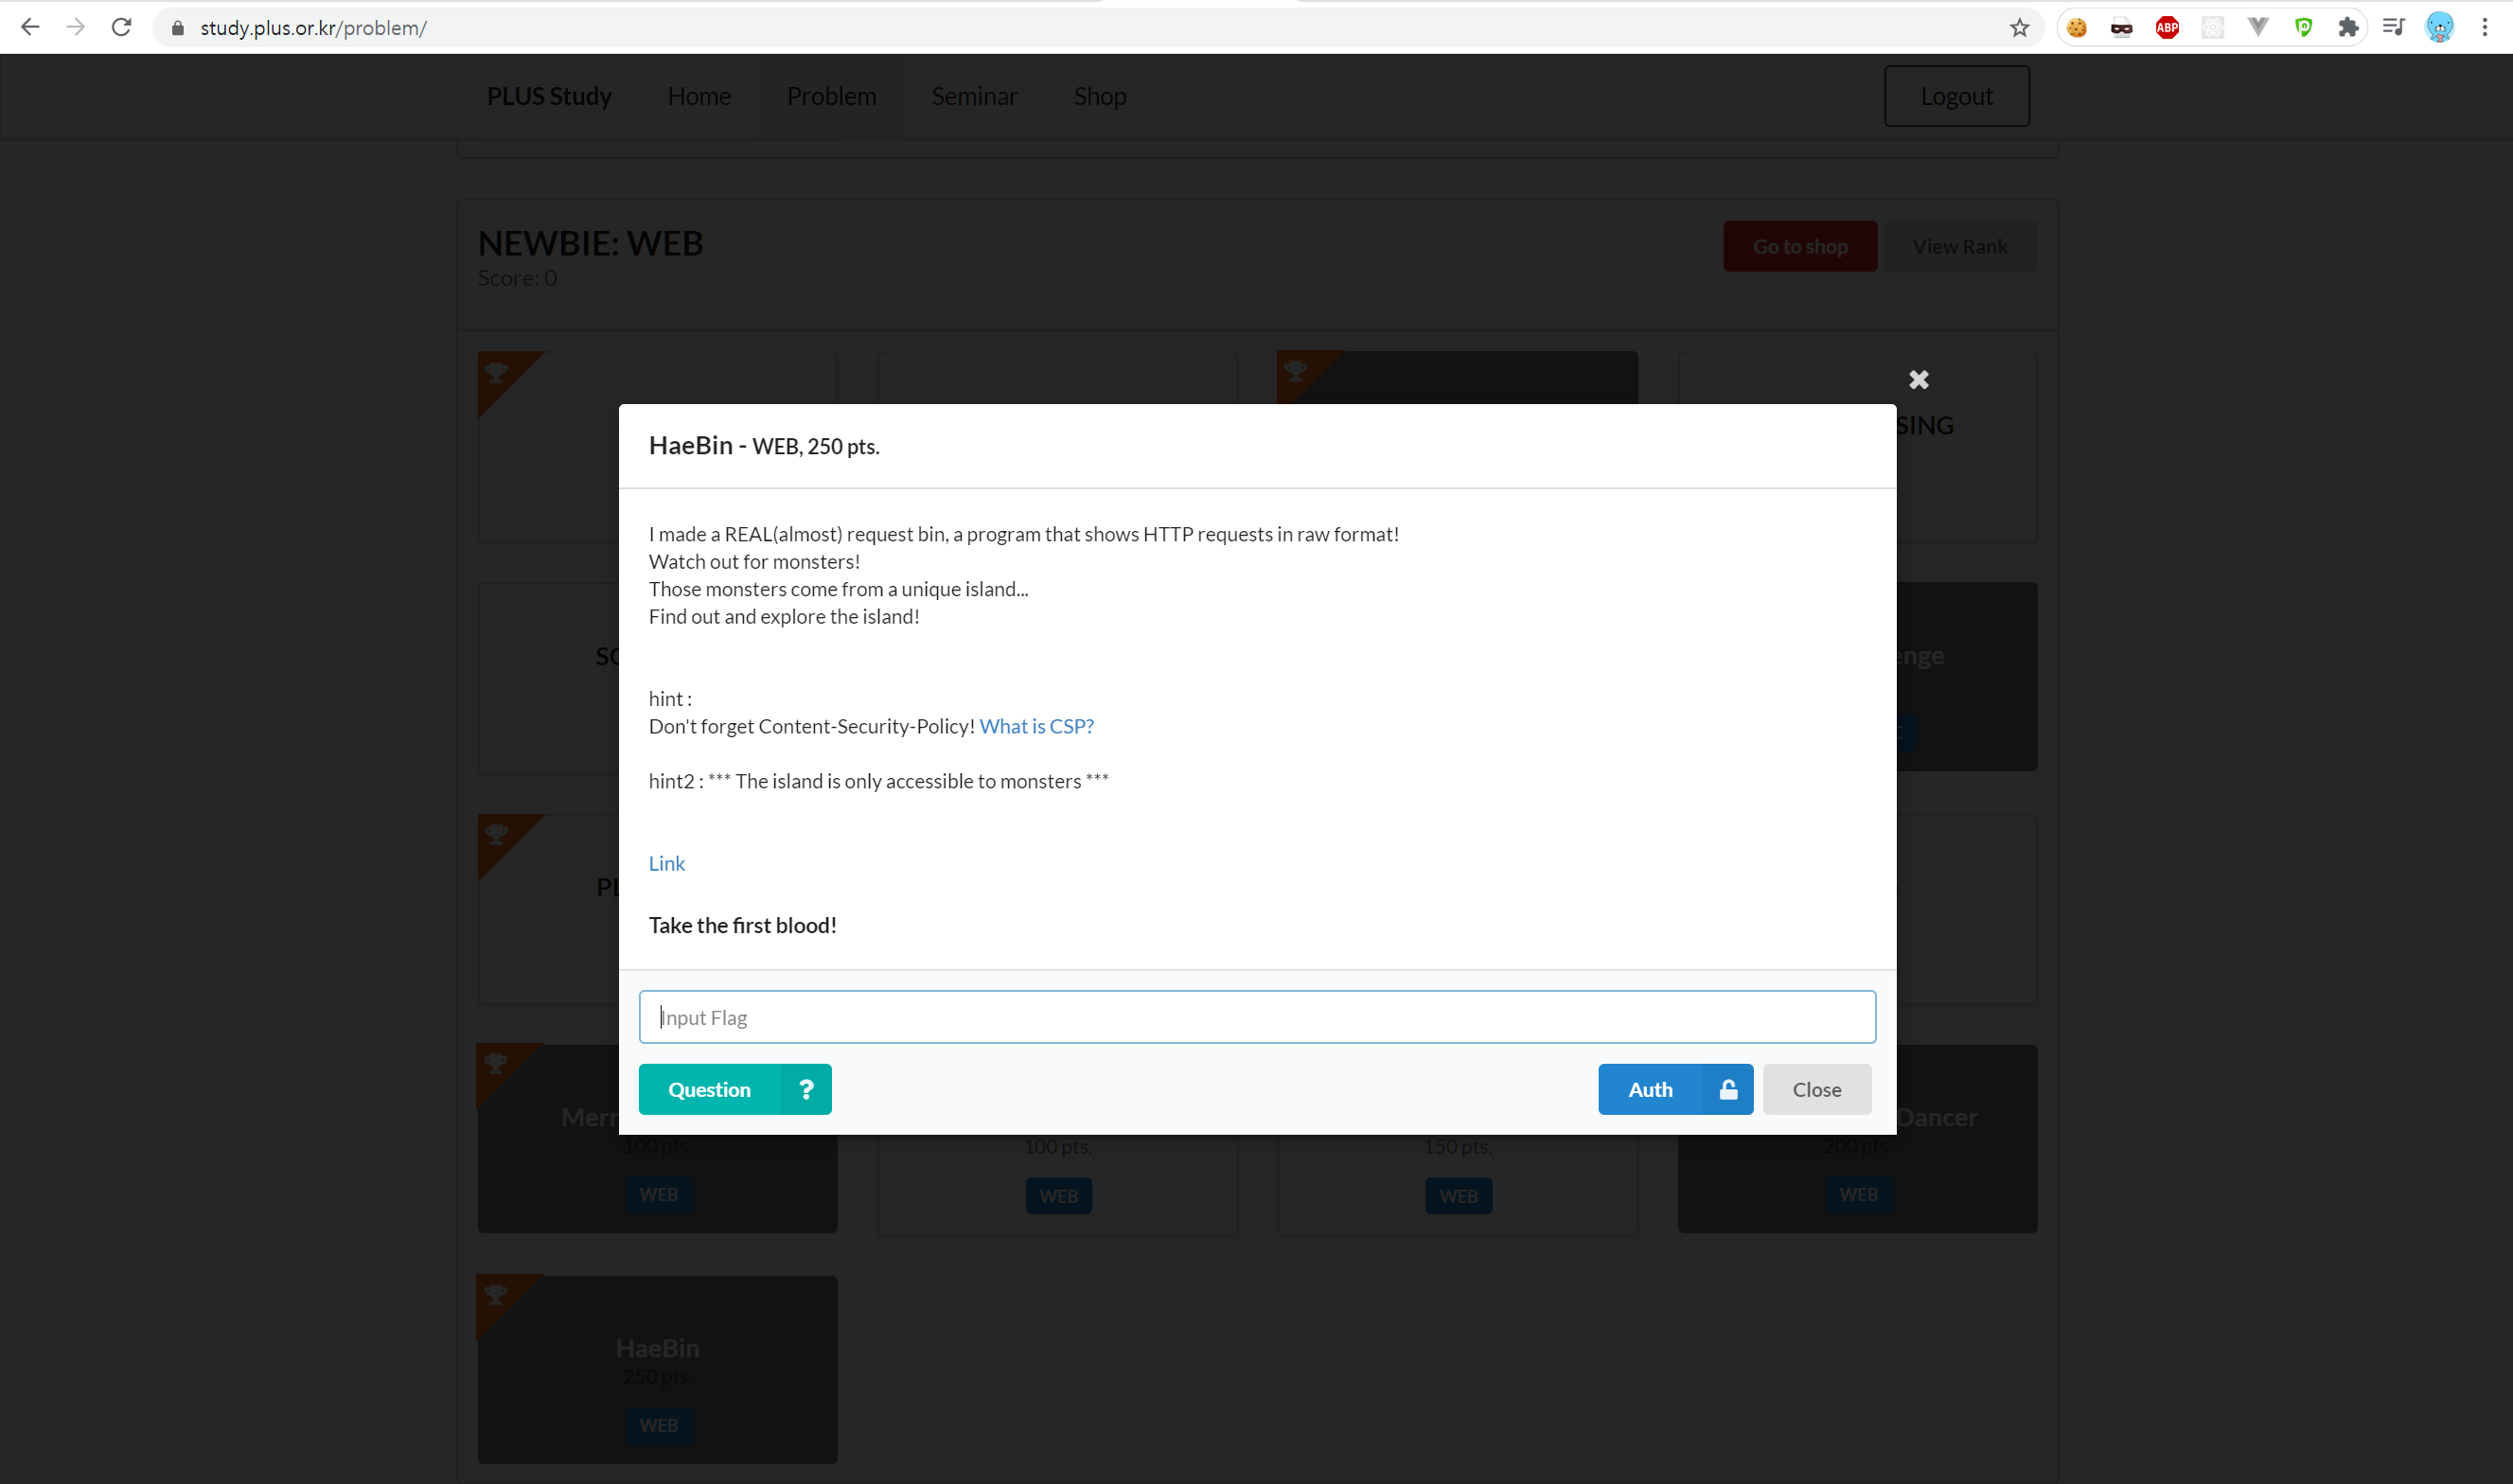 study.plus.or.kr/problem/
ABP
PLUS Study
Home
Problem
Seminar
Shop
Logout
NEWBIE: WEB
Score: 0
Go to shop
View Rank
SING
HaeBin - WEB, 250 pts.
I made a REAL(almost) request bin, a program that shows HTTP requests in raw format!
Watch out for monsters!
Those monsters come from a unique island...
Find out and explore the island!
enge
hint :
Don't forget Content-Security-Policy! What is CSP?
hint2 : *** The island is only accessible to monsters ***
Link
Take the first blood!
Input Flag
Question ?
Auth
Close
Merr
Dancer
100 pts.
100 pts.
150 pts.
200 pts.
WEB
WEB
WEB
WEB
HaeBin
250 pts.
WEB